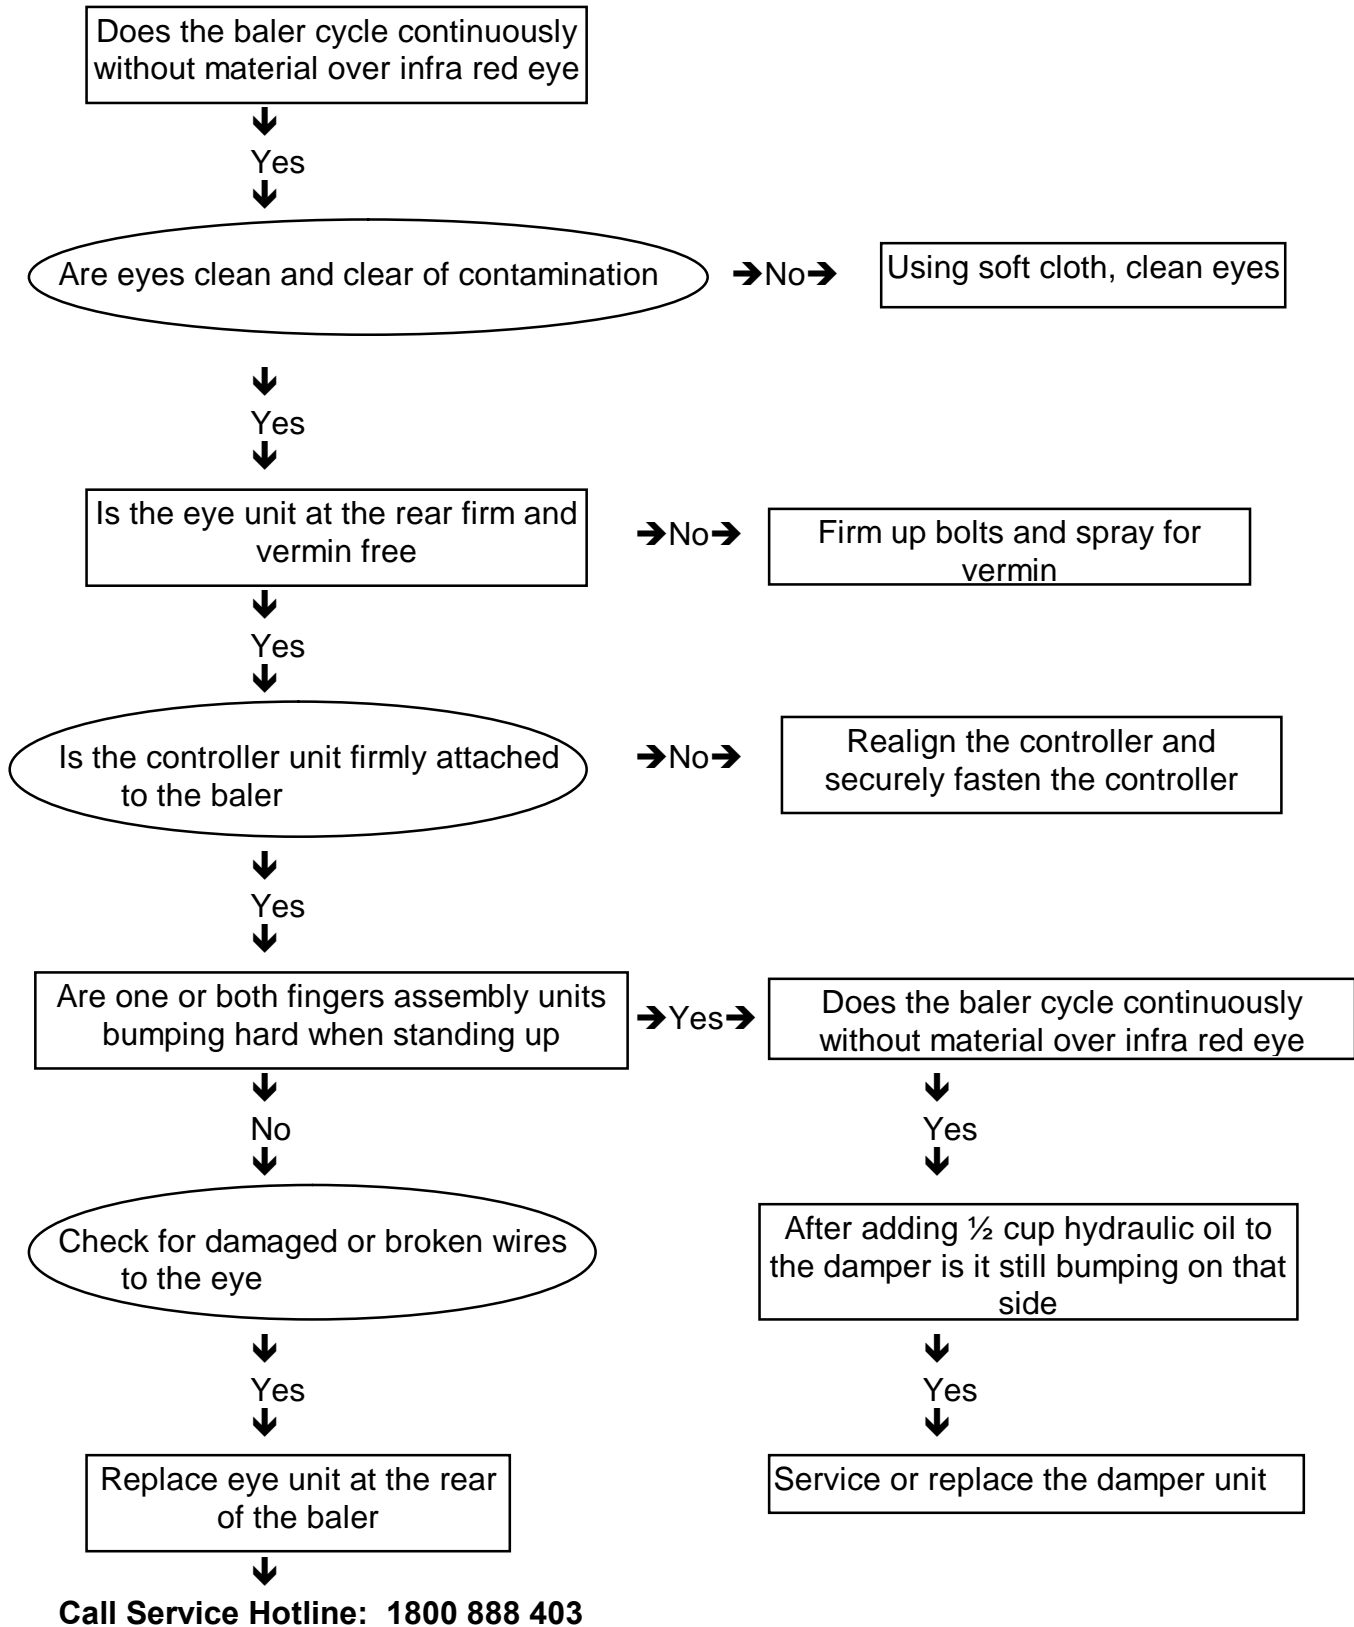 Does the baler cycle continuously
without material over infra red eye
🡫
Yes
🡫
Are eyes clean and clear of contamination
➔No➔
Using soft cloth, clean eyes
🡫
Yes
🡫
Is the eye unit at the rear firm and
vermin free
➔No➔
Firm up bolts and spray for
vermin
🡫
Yes
🡫
Is the controller unit firmly attached
to the baler
➔No➔
Realign the controller and
securely fasten the controller
🡫
Yes
🡫
Are one or both fingers assembly units
bumping hard when standing up
➔Yes➔
Does the baler cycle continuously
without material over infra red eye
🡫
No
🡫
🡫
Yes
🡫
Check for damaged or broken wires
to the eye
After adding ½ cup hydraulic oil to
the damper is it still bumping on that
side
🡫
Yes
🡫
🡫
Yes
🡫
Replace eye unit at the rear
of the baler
Service or replace the damper unit
🡫
Call Service Hotline: 1800 888 403